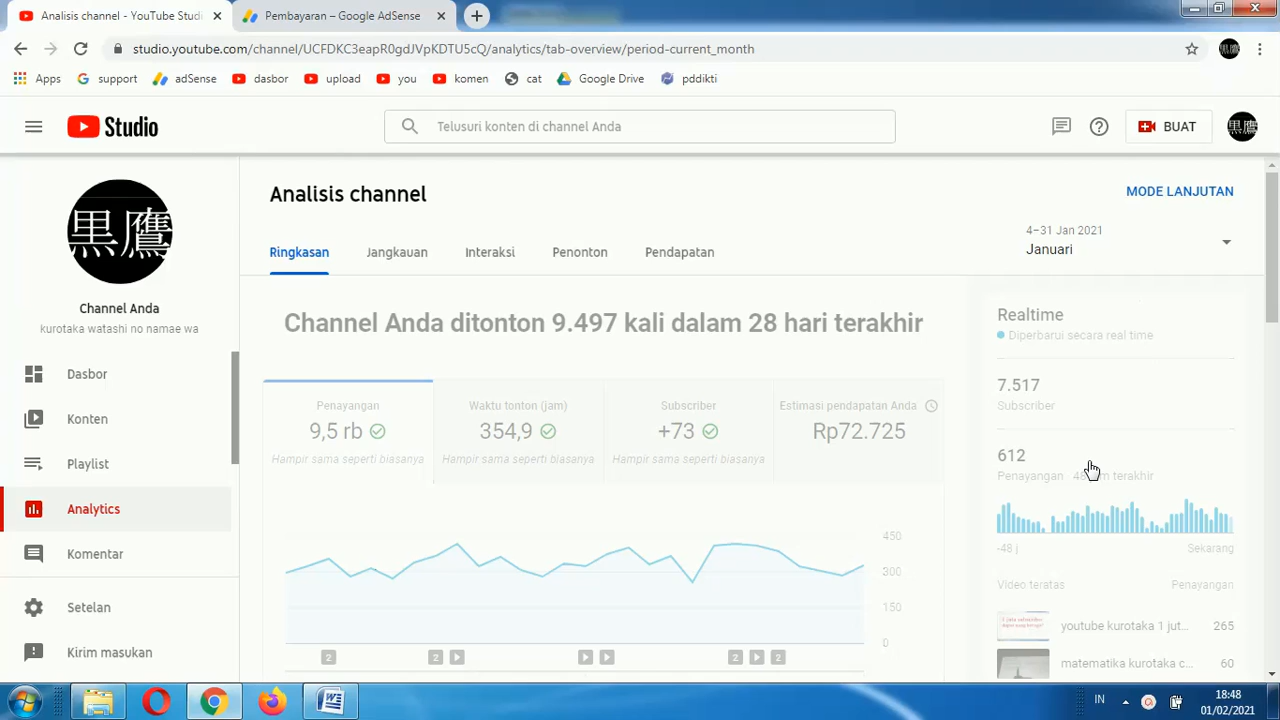 Analisis channel - YouTube Studi
Pembayaran – Google AdSense
studio.youtube.com/channel/UCFDKC3eapR0gdJVpKDTU5cQ/analytics/tab-overview/period-current_month
Apps support adSense dasbor upload you komen cat Google Drive pddikti
Studio
Telusuri konten di channel Anda
BUAT
黒鷹
黒鷹
Channel Anda
kurotaka watashi no namae wa
Dasbor
Konten
Playlist
Analytics
Komentar
Setelan
Kirim masukan
Analisis channel
MODE LANJUTAN
4–31 Jan 2021
Januari
Ringkasan Jangkauan Interaksi Penonton Pendapatan
Channel Anda ditonton 9.497 kali dalam 28 hari terakhir
Penayangan
9,5 rb
Hampir sama seperti biasanya
Waktu tonton (jam)
354,9
Hampir sama seperti biasanya
Subscriber
+73
Hampir sama seperti biasanya
Estimasi pendapatan Anda
Rp72.725
450
300
150
0
2 2 2 2
Realtime
Diperbarui secara real time
7.517
Subscriber
612
Penayangan terakhir
-48 j Sekarang
Video teratas Penayangan
youtube kurotaka 1 jut... 265
matematika kurotaka c... 60
IN
18:48
01/02/2021